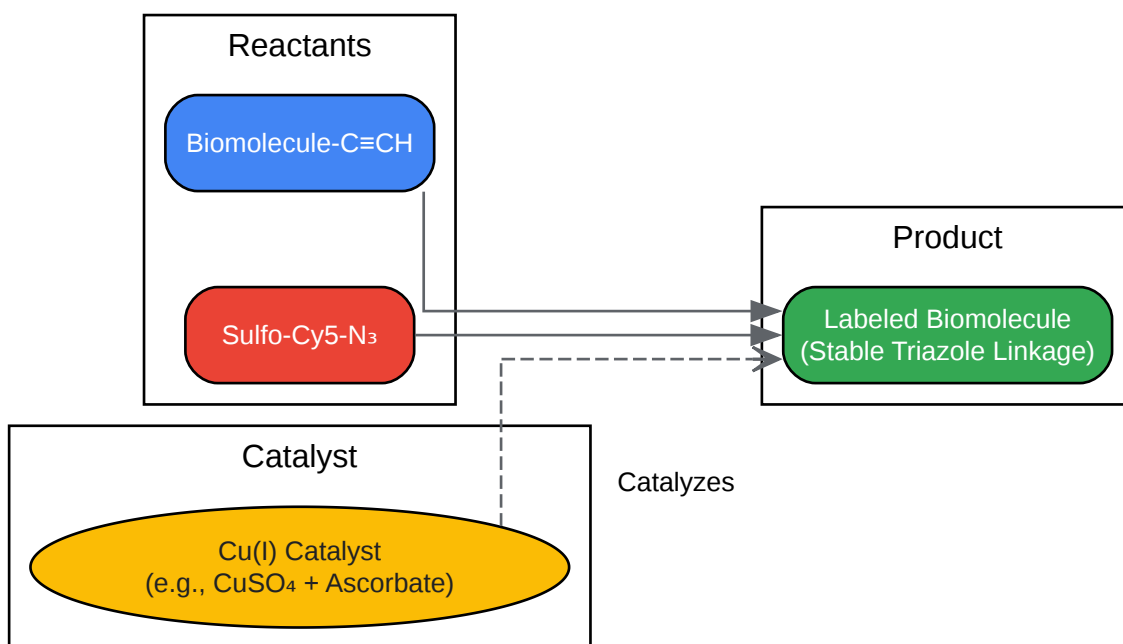 Reactants
Biomolecule-C≡CH
Sulfo-Cy5-N₃
Product
Labeled Biomolecule
(Stable Triazole Linkage)
Catalyst
Catalyzes
Cu(I) Catalyst
(e.g., CuSO₄ + Ascorbate)